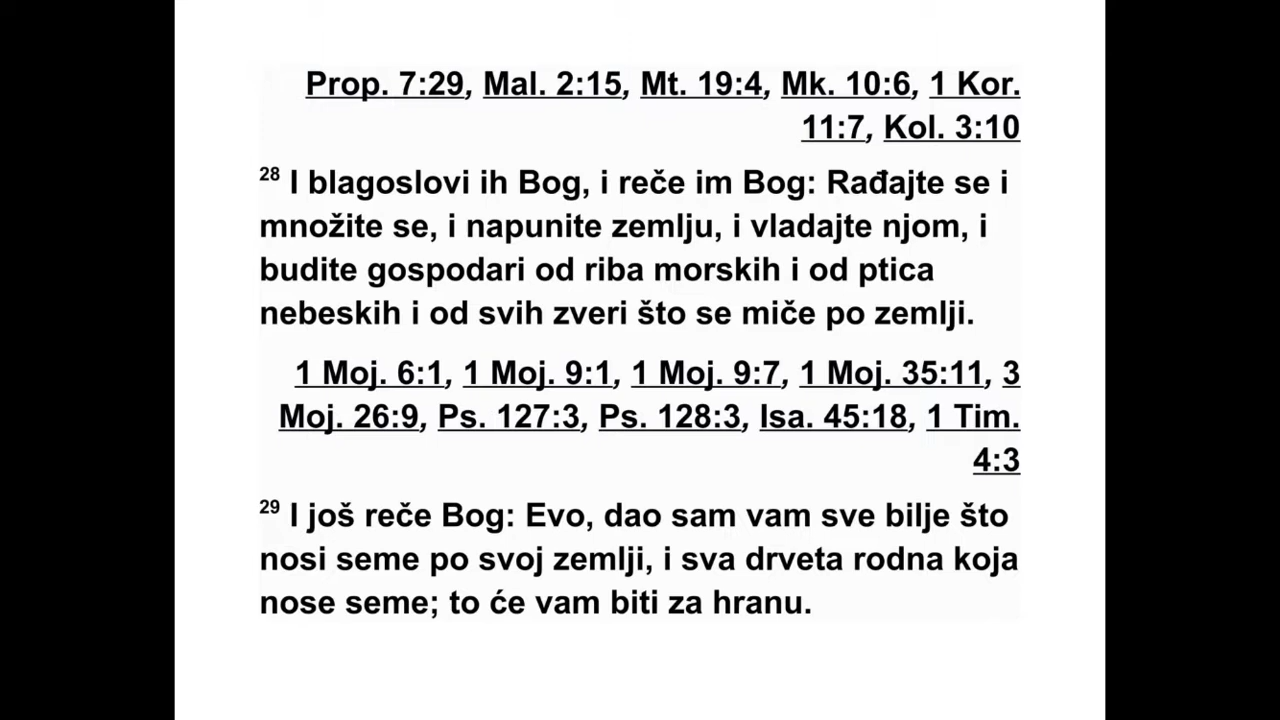 Prop. 7:29, Mal. 2:15, Mt. 19:4, Mk. 10:6, 1 Kor.
11:7, Kol. 3:10
28 I blagoslovi ih Bog, i reče im Bog: Rađajte se i
množite se, i napunite zemlju, i vladajte njom, i
budite gospodari od riba morskih i od ptica
nebeskih i od svih zveri što se miče po zemlji.
1 Moj. 6:1, 1 Moj. 9:1, 1 Moj. 9:7, 1 Moj. 35:11, 3
Moj. 26:9, Ps. 127:3, Ps. 128:3, Isa. 45:18, 1 Tim.
4:3
29 I još reče Bog: Evo, dao sam vam sve bilje što
nosi seme po svoj zemlji, i sva drveta rodna koja
nose seme; to će vam biti za hranu.